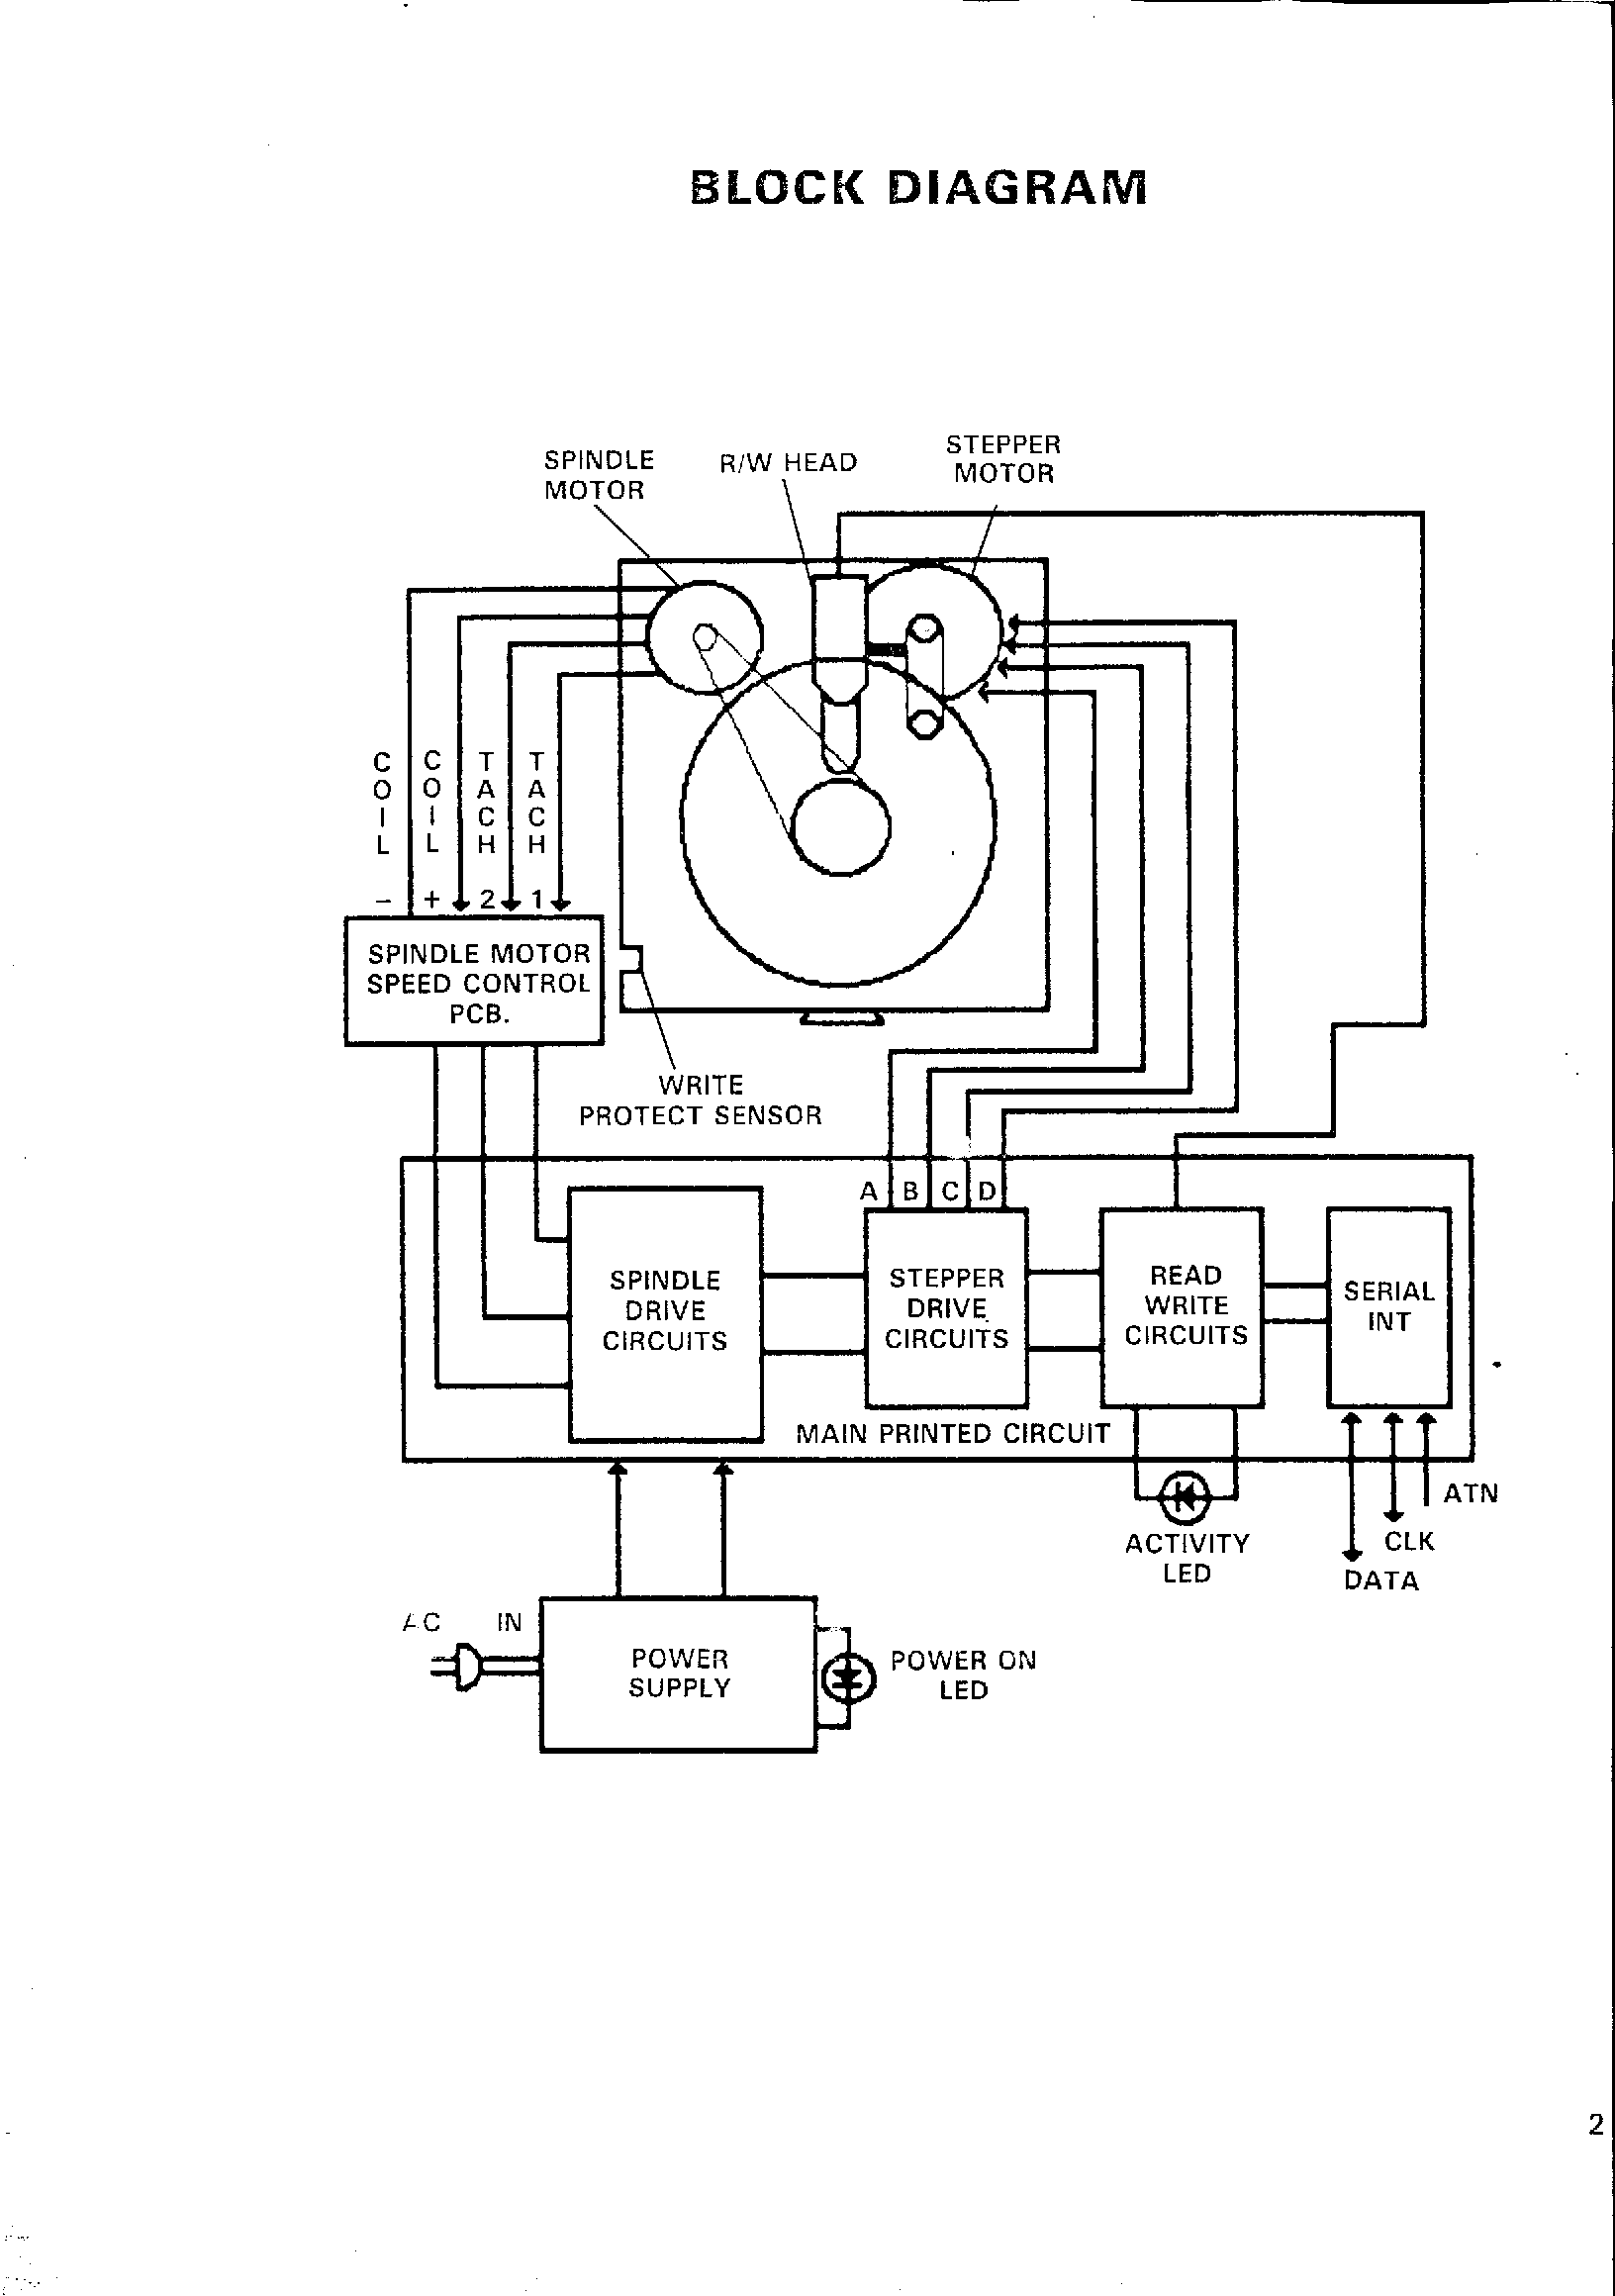 BLOCK DIAGRAM
SPINDLE
MOTOR
R/W HEAD
STEPPER
MOTOR
COIL
-
COIL
+
TACH
2
TACH
1
SPINDLE MOTOR
SPEED CONTROL
PCB.
WRITE
PROTECT SENSOR
A B C D
SPINDLE
DRIVE
CIRCUITS
STEPPER
DRIVE
CIRCUITS
READ
WRITE
CIRCUITS
SERIAL
INT
MAIN PRINTED CIRCUIT
ACTIVITY
LED
ATN
CLK
DATA
AC IN
POWER
SUPPLY
POWER ON
LED
2